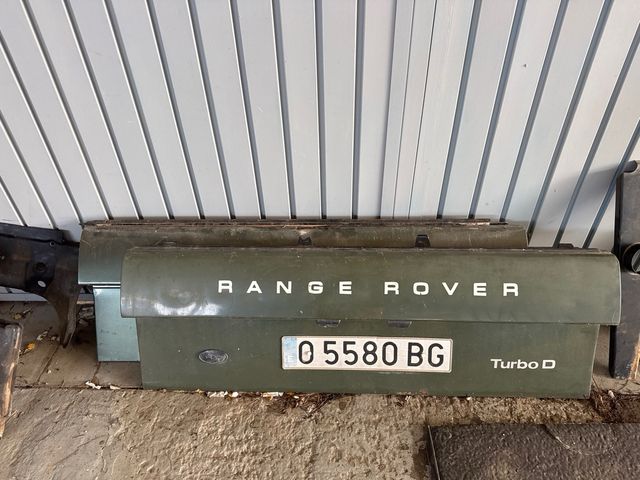 RANGE ROVER
O 5580 BG
Turbo D